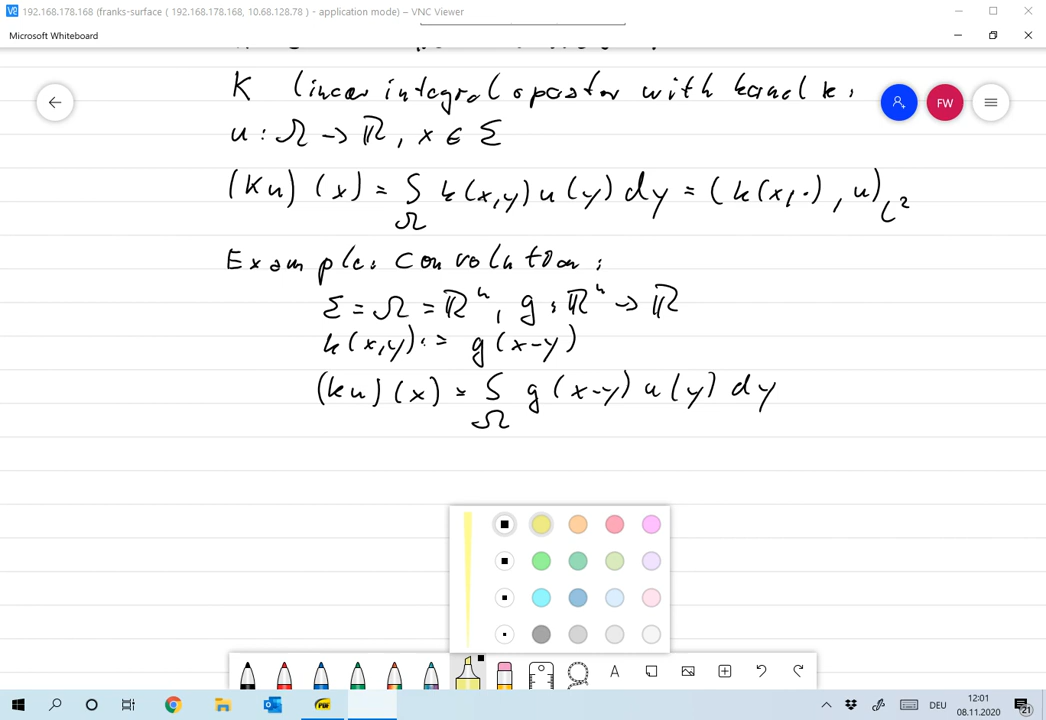 192.168.178.168 (franks-surface ( 192.168.178.168, 10.68.128.78 ) - application mode) – VNC Viewer
Microsoft Whiteboard
K linear integral operator with kernel k:
u : Ω → ℝ, x ∈ Σ
(Ku)(x) = ∫_Ω k(x,y) u(y) dy = (k(x,·), u)_{L²}
Example: convolution:
Σ = Ω = ℝⁿ, g : ℝⁿ → ℝ
k(x,y) := g(x-y)
(Ku)(x) = ∫_Ω g(x-y) u(y) dy
FW
A
DEU
12:01
08.11.2020
21